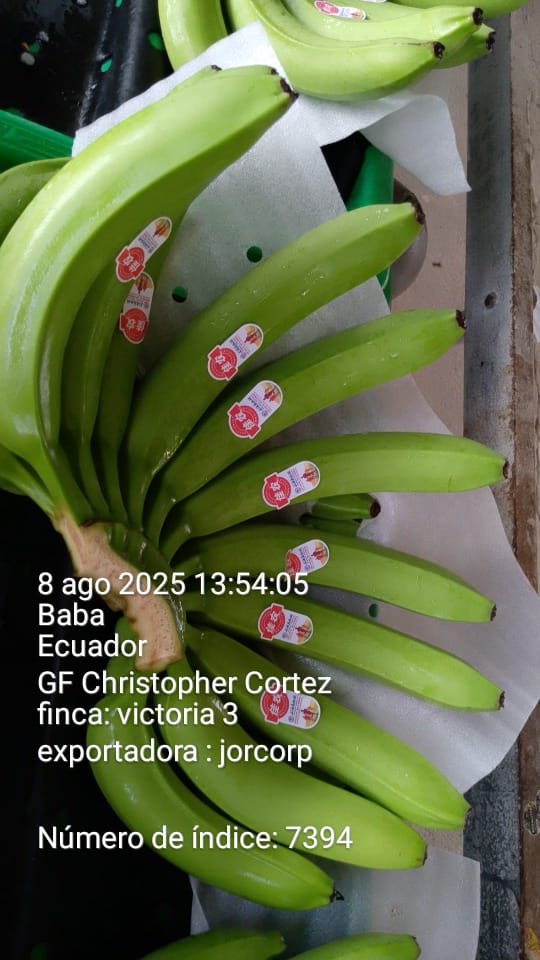 8 ago 2025 13:54:05
Baba
Ecuador
GF Christopher Cortez
finca: victoria 3
exportadora : jorcorp
Número de índice: 7394